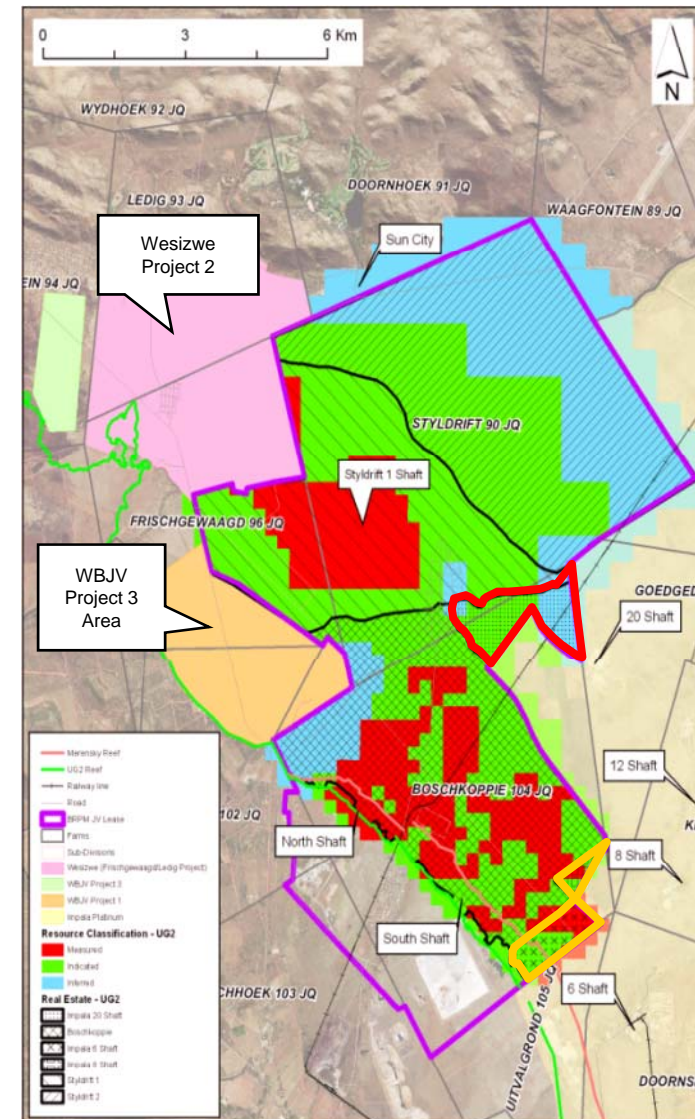 0 3 6 Km
N
WYDHOEK 92 JQ
LEDIG 93 JQ
DOORNHOEK 91 JQ
WAAGFONTEIN 89 JQ
Wesizwe
Project 2
Sun City
EIN 94 JQ
STYLDRIFT 90 JQ
Styldrift 1 Shaft
FRISCHGEWAAGD 96 JQ
WBJV
Project 3
Area
GOEDGED
20 Shaft
12 Shaft
BOSCHKOPPIE 104 JQ
102 JQ
North Shaft
8 Shaft
South Shaft
6 Shaft
CHHOEK 103 JQ
UITVALGROND 105 JQ
DOORNS
Merensky Reef
UG2 Reef
Railway line
Road
BRPM JV Lease
Farms
Sub-Divisions
Wesizwe (Frischgewaagd/Ledig Project)
WBJV Project 3
WBJV Project 1
Impala Platinum
Resource Classification - UG2
Measured
Indicated
Inferred
Real Estate - UG2
Impala 20 Shaft
Boschkoppie
Impala 6 Shaft
Impala 8 Shaft
Styldrift 1
Styldrift 2